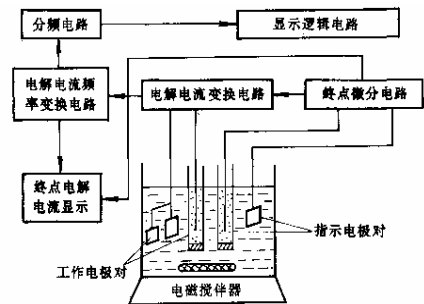 分频电路
显示逻辑电路
电解电流频
率变换电路
电解电流变换电路
终点微分电路
终点电解
电流显示
指示电极对
工作电极对
电磁搅伴器